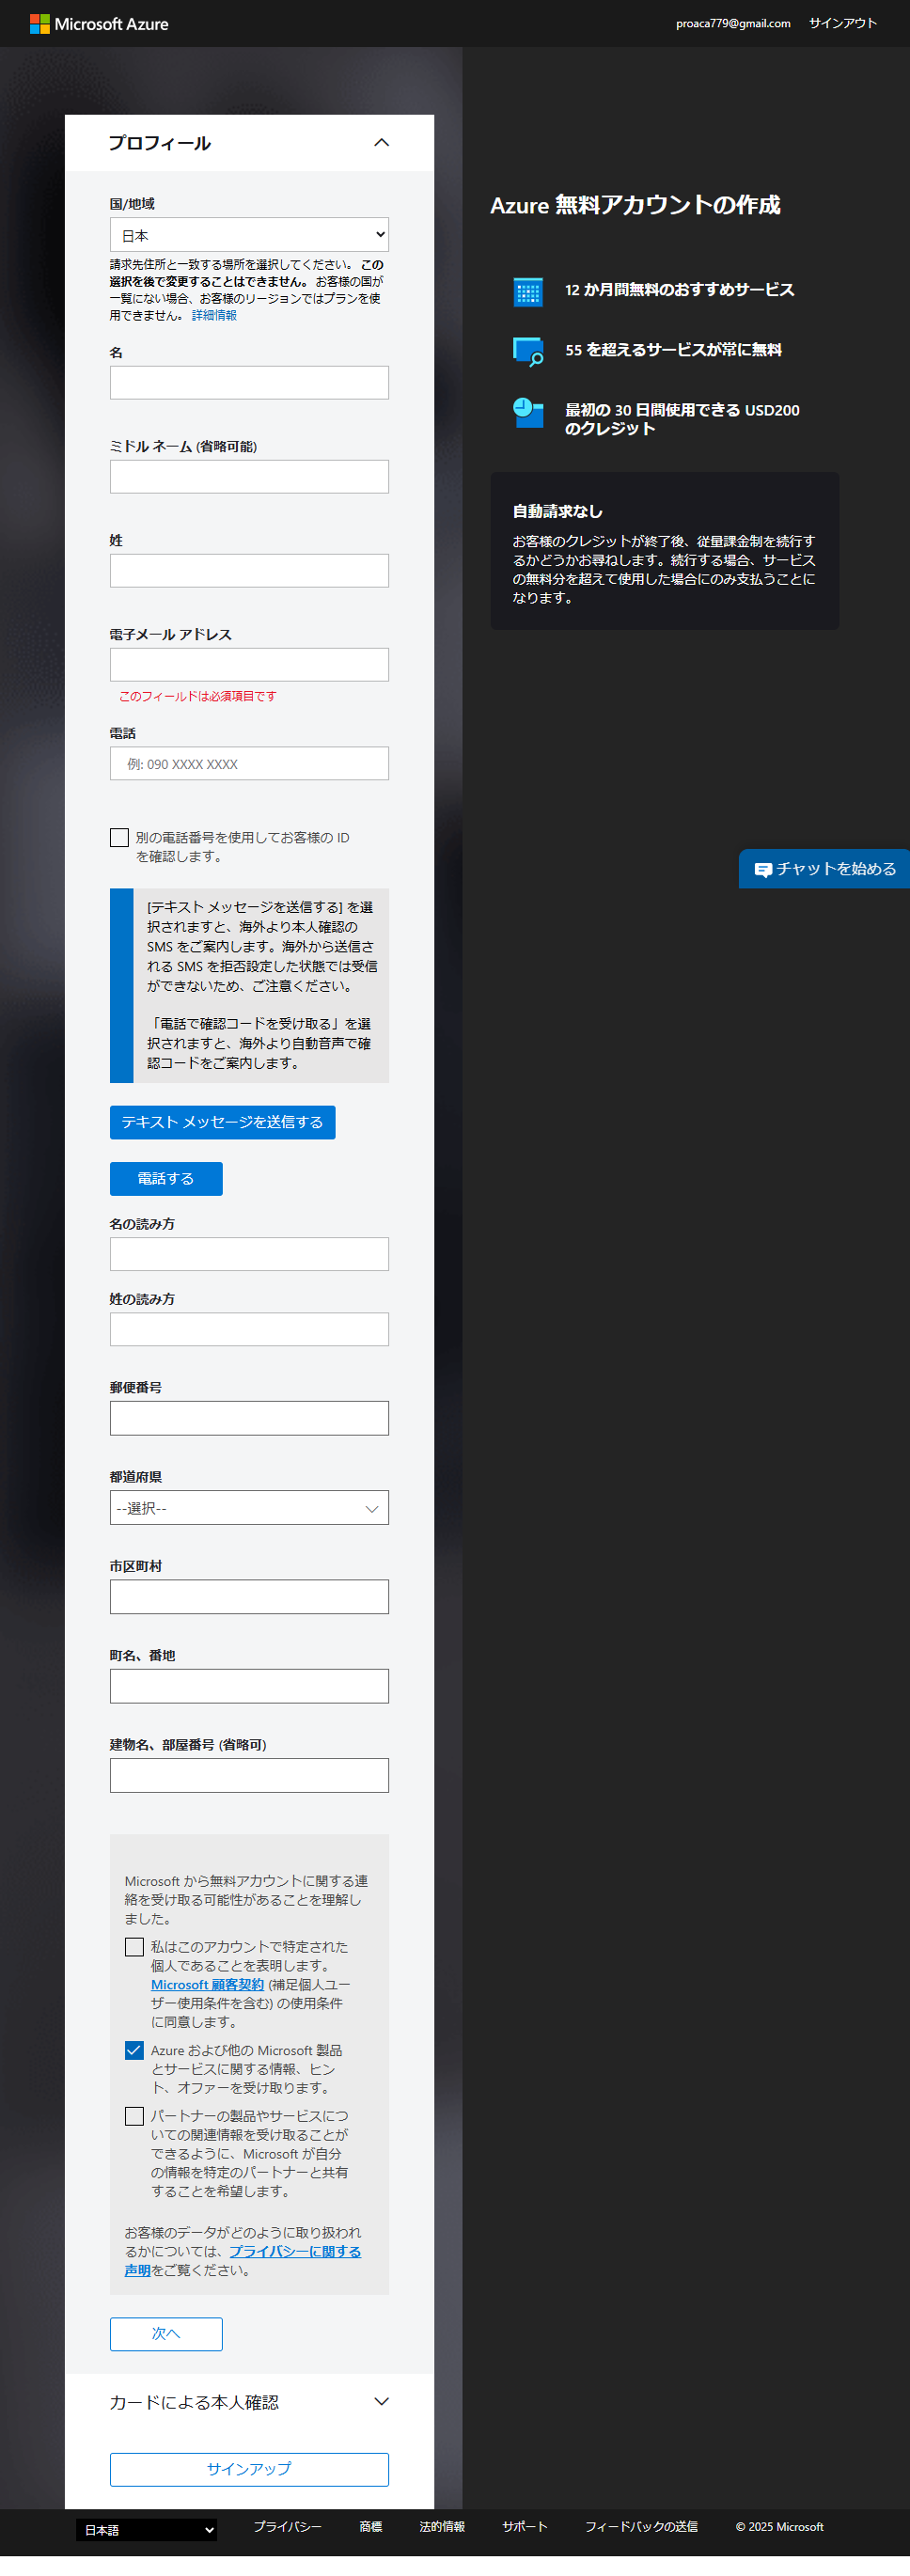 Microsoft Azure
proaca779@gmail.com サインアウト
プロフィール
国/地域
日本
請求先住所と一致する場所を選択してください。 この
選択を後で変更することはできません。 お客様の国が
一覧にない場合、お客様のリージョンではプランを使
用できません。 詳細情報
名
ミドル ネーム (省略可能)
姓
電子メール アドレス
このフィールドは必須項目です
電話
例: 090 XXXX XXXX
別の電話番号を使用してお客様の ID
を確認します。
[テキスト メッセージを送信する] を選
択されますと、海外より本人確認の
SMS をご案内します。海外から送信さ
れる SMS を拒否設定した状態では受信
ができないため、ご注意ください。
「電話で確認コードを受け取る」を選
択されますと、海外より自動音声で確
認コードをご案内します。
テキスト メッセージを送信する
電話する
名の読み方
姓の読み方
郵便番号
都道府県
--選択--
市区町村
町名、番地
建物名、部屋番号 (省略可)
Microsoft から無料アカウントに関する連
絡を受け取る可能性があることを理解し
ました。
私はこのアカウントで特定された
個人であることを表明します。
Microsoft 顧客契約 (補足個人ユー
ザー使用条件を含む) の使用条件
に同意します。
Azure および他の Microsoft 製品
とサービスに関する情報、ヒン
ト、オファーを受け取ります。
パートナーの製品やサービスにつ
いての関連情報を受け取ることが
できるように、Microsoft が自分
の情報を特定のパートナーと共有
することを希望します。
お客様のデータがどのように取り扱われ
るかについては、プライバシーに関する
声明をご覧ください。
次へ
カードによる本人確認
サインアップ
Azure 無料アカウントの作成
12 か月間無料のおすすめサービス
55 を超えるサービスが常に無料
最初の 30 日間使用できる USD200
のクレジット
自動請求なし
お客様のクレジットが終了後、従量課金制を続行す
るかどうかお尋ねします。続行する場合、サービス
の無料分を超えて使用した場合にのみ支払うことに
なります。
チャットを始める
日本語 プライバシー 商標 法的情報 サポート フィードバックの送信 © 2025 Microsoft